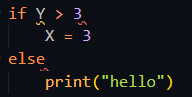 if Y > 3
    X = 3
else
    print("hello")